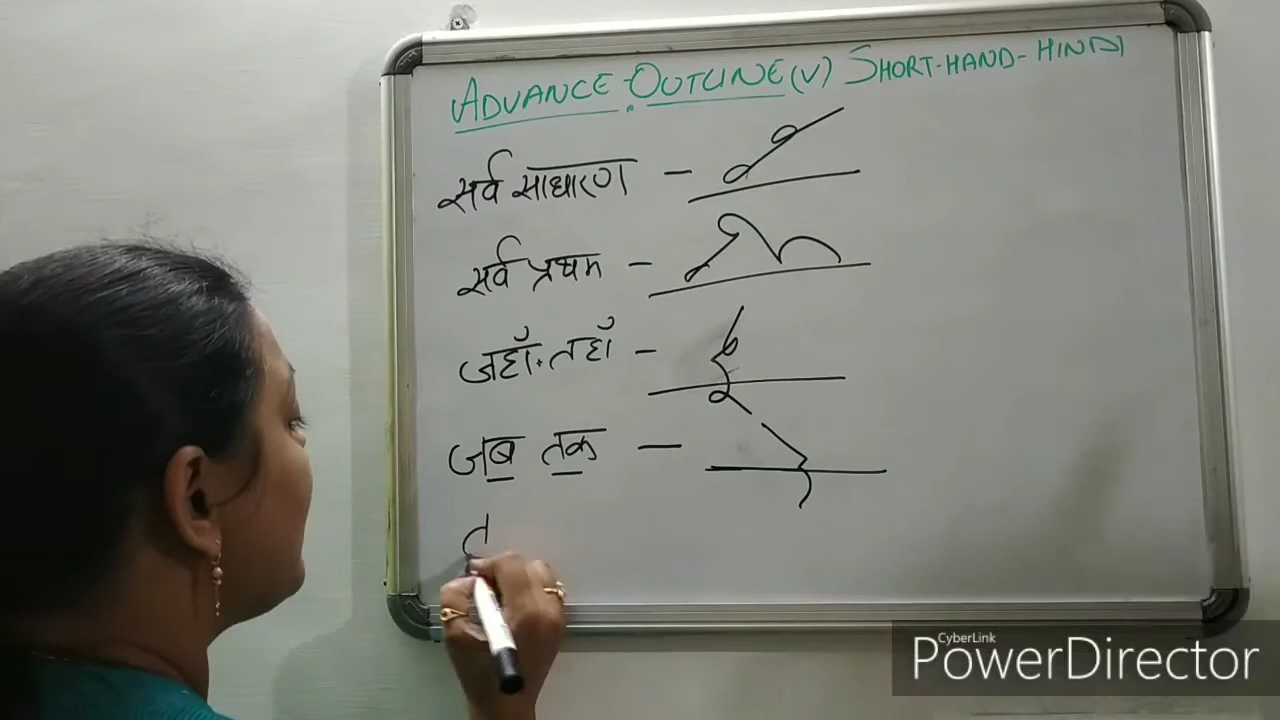 ADVANCE-OUTLINE(V) SHORT-HAND-HINDI
सर्व साधारण -
सर्व प्रथम -
जहाँ.तहाँ -
जब तक -
त
CyberLink
PowerDirector